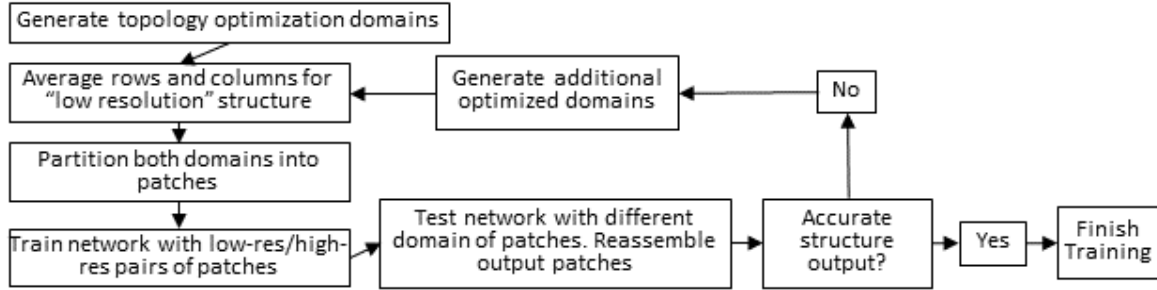 Generate topology optimization domains
Average rows and columns for
“low resolution” structure
Partition both domains into
patches
Train network with low-res/high-
res pairs of patches
Test network with different
domain of patches. Reassemble
output patches
Accurate
structure
output?
Yes
Finish
Training
No
Generate additional
optimized domains